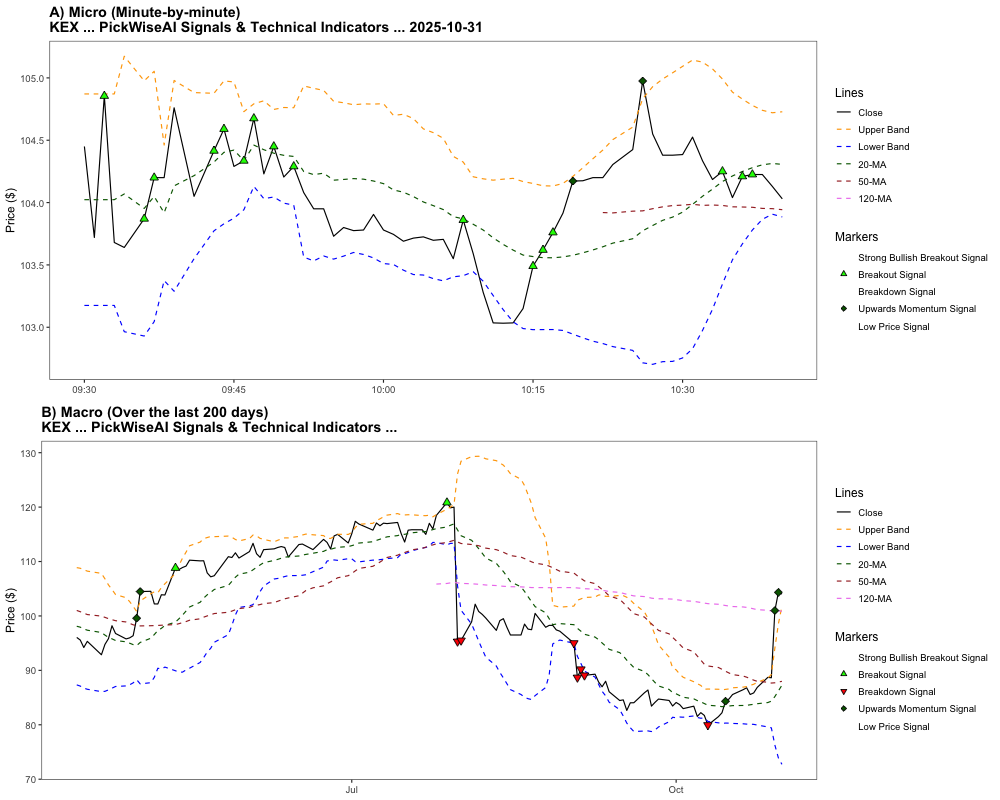 A) Micro (Minute-by-minute)
KEX ... PickWiseAI Signals & Technical Indicators ... 2025-10-31
Price ($)
105.0
104.5
104.0
103.5
103.0
09:30
09:45
10:00
10:15
10:30
Lines
Close
Upper Band
Lower Band
20-MA
50-MA
120-MA
Markers
Strong Bullish Breakout Signal
Breakout Signal
Breakdown Signal
Upwards Momentum Signal
Low Price Signal
B) Macro (Over the last 200 days)
KEX ... PickWiseAI Signals & Technical Indicators ...
Price ($)
130
120
110
100
90
80
70
Jul
Oct
Lines
Close
Upper Band
Lower Band
20-MA
50-MA
120-MA
Markers
Strong Bullish Breakout Signal
Breakout Signal
Breakdown Signal
Upwards Momentum Signal
Low Price Signal